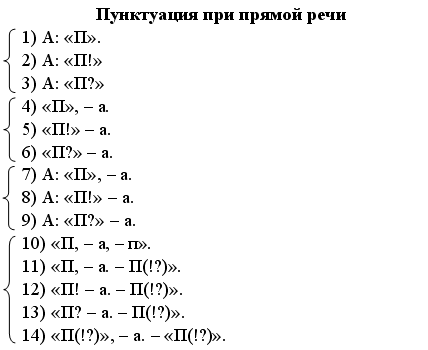 Пунктуация при прямой речи
1) А: «П».
2) А: «П!»
3) А: «П?»
4) «П», – а.
5) «П!» – а.
6) «П?» – а.
7) А: «П», – а.
8) А: «П!» – а.
9) А: «П?» – а.
10) «П, – а, – п».
11) «П, – а. – П(!?)».
12) «П! – а. – П(!?)».
13) «П? – а. – П(!?)».
14) «П(!?)», – а. – «П(!?)».